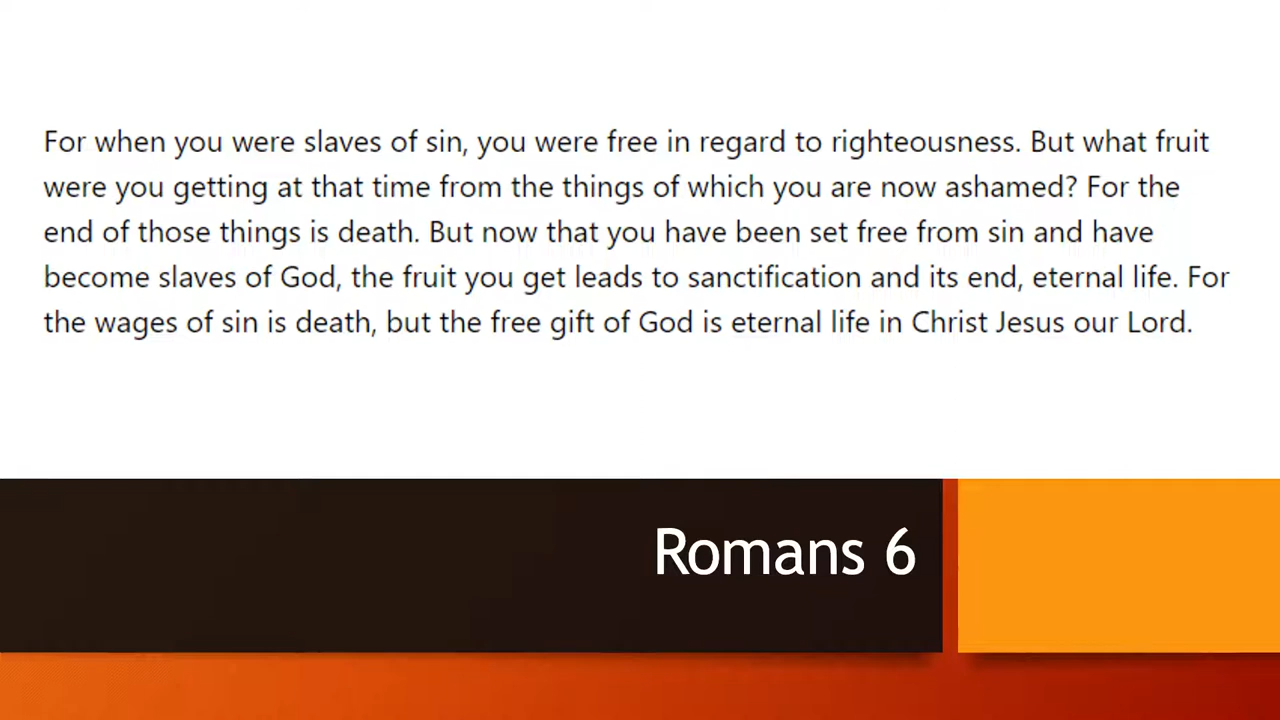 For when you were slaves of sin, you were free in regard to righteousness. But what fruit
were you getting at that time from the things of which you are now ashamed? For the
end of those things is death. But now that you have been set free from sin and have
become slaves of God, the fruit you get leads to sanctification and its end, eternal life. For
the wages of sin is death, but the free gift of God is eternal life in Christ Jesus our Lord.
Romans 6